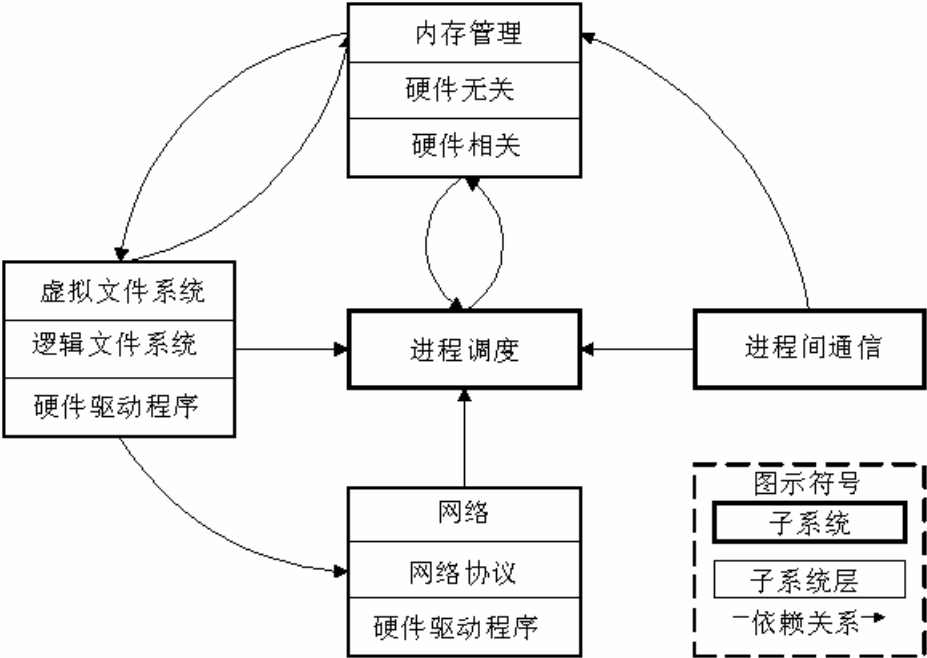 内存管理
硬件无关
硬件相关
虚拟文件系统
逻辑文件系统
硬件驱动程序
进程调度
进程间通信
网络
网络协议
硬件驱动程序
图示符号
子系统
子系统层
依赖关系